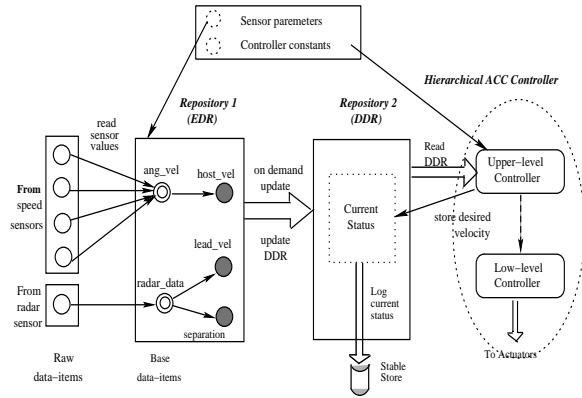 Sensor paremeters
Controller constants
Hierarchical ACC Controller
Repository 1
(EDR)
Repository 2
(DDR)
read
sensor
values
ang_vel
host_vel
on demand
update
update
DDR
Read
DDR
Upper-level
Controller
From
speed
sensors
Current
Status
store desired
velocity
lead_vel
radar_data
separation
From
radar
sensor
Log
current
status
Low-level
Controller
To Actuators
Raw
data-items
Base
data-items
Stable
Store